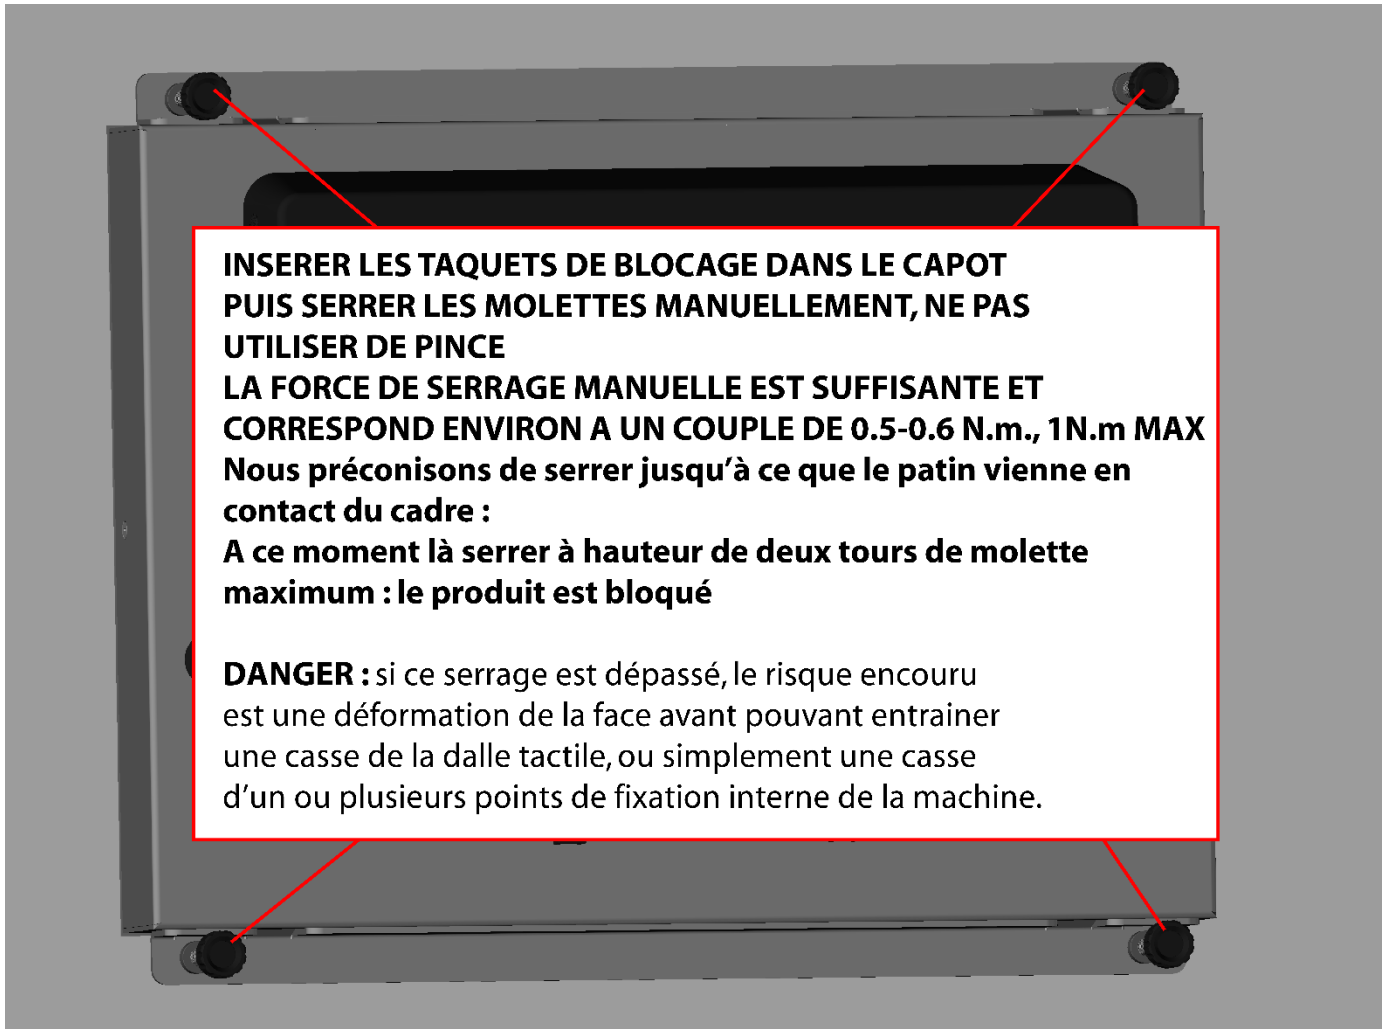 INSERER LES TAQUETS DE BLOCAGE DANS LE CAPOT
PUIS SERRER LES MOLETTES MANUELLEMENT, NE PAS
UTILISER DE PINCE
LA FORCE DE SERRAGE MANUELLE EST SUFFISANTE ET
CORRESPOND ENVIRON A UN COUPLE DE 0.5-0.6 N.m., 1N.m MAX
Nous préconisons de serrer jusqu'à ce que le patin vienne en
contact du cadre :
A ce moment là serrer à hauteur de deux tours de molette
maximum : le produit est bloqué
DANGER : si ce serrage est dépassé, le risque encouru
est une déformation de la face avant pouvant entrainer
une casse de la dalle tactile, ou simplement une casse
d'un ou plusieurs points de fixation interne de la machine.